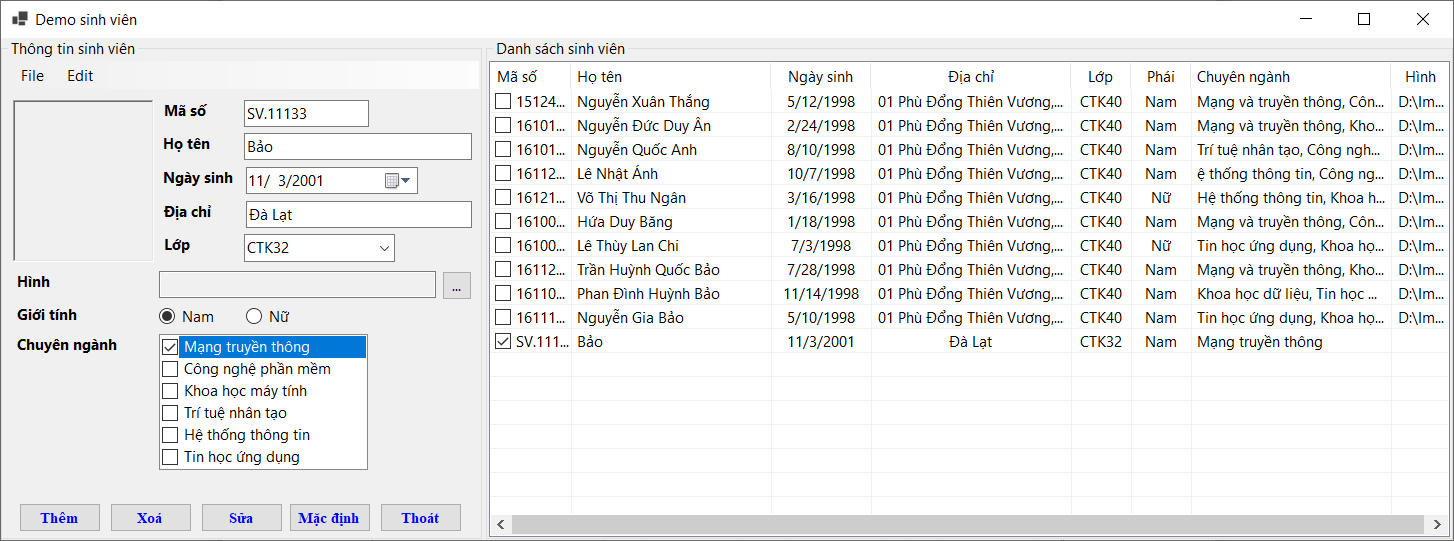 Demo sinh viên
Thông tin sinh viên
File Edit
Mã số SV.11133
Họ tên Bảo
Ngày sinh 11/ 3/2001
Địa chỉ Đà Lạt
Lớp CTK32
Hình ...
Giới tính Nam Nữ
Chuyên ngành Mạng truyền thông
Công nghệ phần mềm
Khoa học máy tính
Trí tuệ nhân tạo
Hệ thống thông tin
Tin học ứng dụng
Thêm Xoá Sửa Mặc định Thoát
Danh sách sinh viên
Mã số Họ tên Ngày sinh Địa chỉ Lớp Phái Chuyên ngành Hình
15124... Nguyễn Xuân Thắng 5/12/1998 01 Phù Đổng Thiên Vương,... CTK40 Nam Mạng và truyền thông, Côn... D:\Im...
16101... Nguyễn Đức Duy Ân 2/24/1998 01 Phù Đổng Thiên Vương,... CTK40 Nam Mạng và truyền thông, Kho... D:\Im...
16101... Nguyễn Quốc Anh 8/10/1998 01 Phù Đổng Thiên Vương,... CTK40 Nam Trí tuệ nhân tạo, Công ngh... D:\Im...
16112... Lê Nhật Ánh 10/7/1998 01 Phù Đổng Thiên Vương,... CTK40 Nam ệ thống thông tin, Công ng... D:\Im...
16121... Võ Thị Thu Ngân 3/16/1998 01 Phù Đổng Thiên Vương,... CTK40 Nữ Hệ thống thông tin, Khoa h... D:\Im...
16100... Hứa Duy Băng 1/18/1998 01 Phù Đổng Thiên Vương,... CTK40 Nam Mạng và truyền thông, Côn... D:\Im...
16100... Lê Thùy Lan Chi 7/3/1998 01 Phù Đổng Thiên Vương,... CTK40 Nữ Tin học ứng dụng, Khoa họ... D:\Im...
16112... Trần Huỳnh Quốc Bảo 7/28/1998 01 Phù Đổng Thiên Vương,... CTK40 Nam Mạng và truyền thông, Kho... D:\Im...
16110... Phan Đình Huỳnh Bảo 11/14/1998 01 Phù Đổng Thiên Vương,... CTK40 Nam Khoa học dữ liệu, Tin học ... D:\Im...
16111... Nguyễn Gia Bảo 5/10/1998 01 Phù Đổng Thiên Vương,... CTK40 Nam Tin học ứng dụng, Khoa họ... D:\Im...
SV.111... Bảo 11/3/2001 Đà Lạt CTK32 Nam Mạng truyền thông